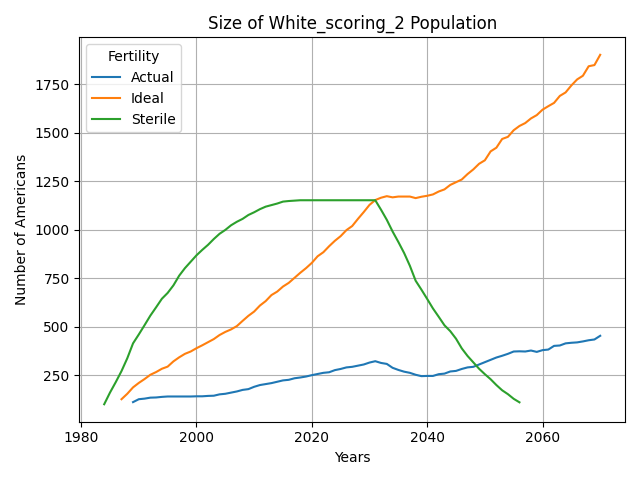 Size of White_scoring_2 Population
Fertility
Actual
Ideal
Sterile
Number of Americans
1750
1500
1250
1000
750
500
250
1980
2000
2020
2040
2060
Years